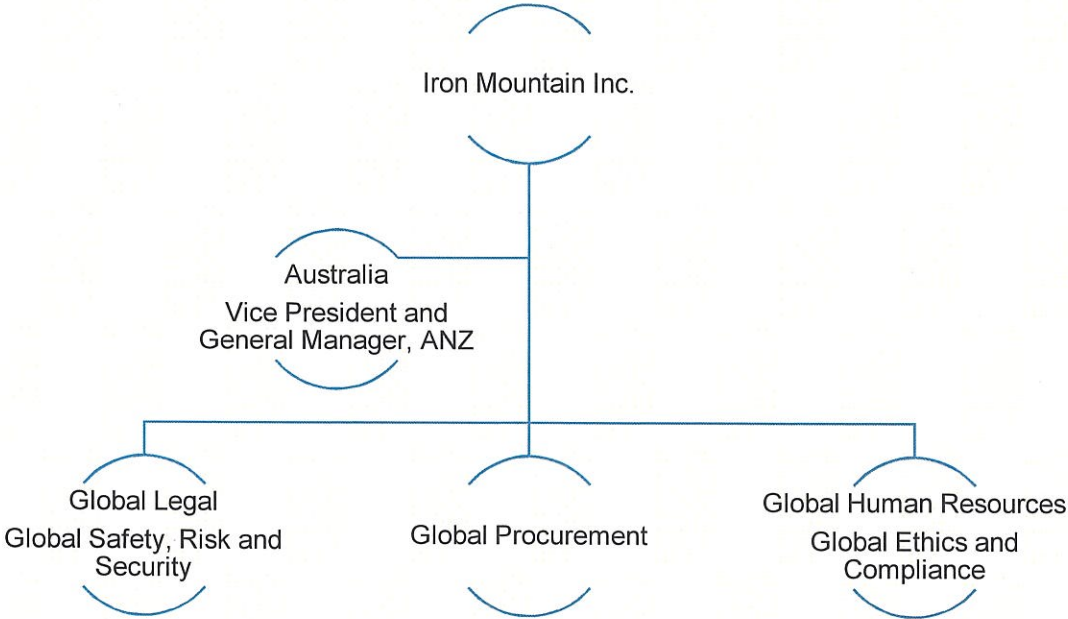 Iron Mountain Inc.
Australia
Vice President and
General Manager, ANZ
Global Legal
Global Safety, Risk and
Security
Global Procurement
Global Human Resources
Global Ethics and
Compliance